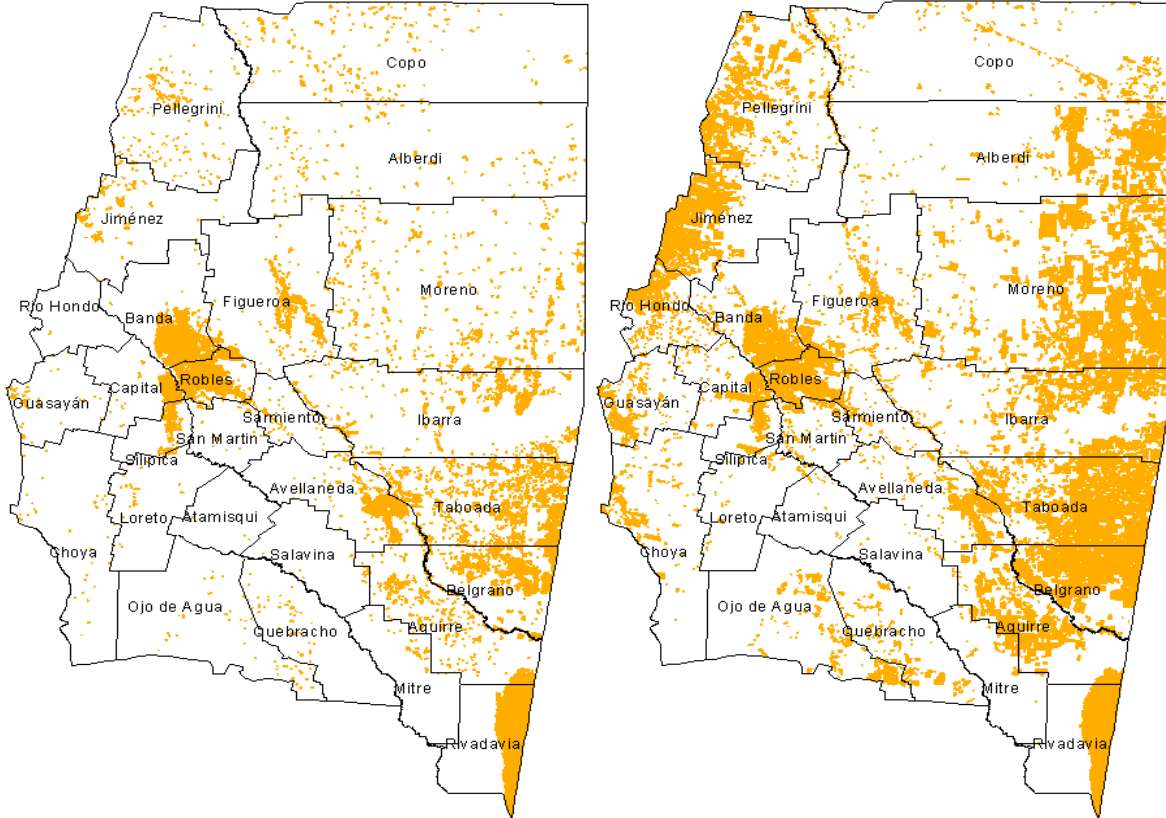 Copo
Pellegrini
Alberdi
Jiménez
Río Hondo
Banda
Figueroa
Moreno
Guasayán
Capital
Robles
Sarmiento
Ibarra
San Martín
Silipica
Avellaneda
Taboada
Loreto
Atamisqui
Choya
Salavina
Belgrano
Ojo de Agua
Quebracho
Aguirre
Mitre
Rivadavia
Copo
Pellegrini
Alberdi
Jiménez
Río Hondo
Banda
Figueroa
Moreno
Guasayán
Capital
Robles
Sarmiento
Ibarra
San Martín
Silipica
Avellaneda
Taboada
Loreto
Atamisqui
Choya
Salavina
Belgrano
Ojo de Agua
Quebracho
Aguirre
Mitre
Rivadavia